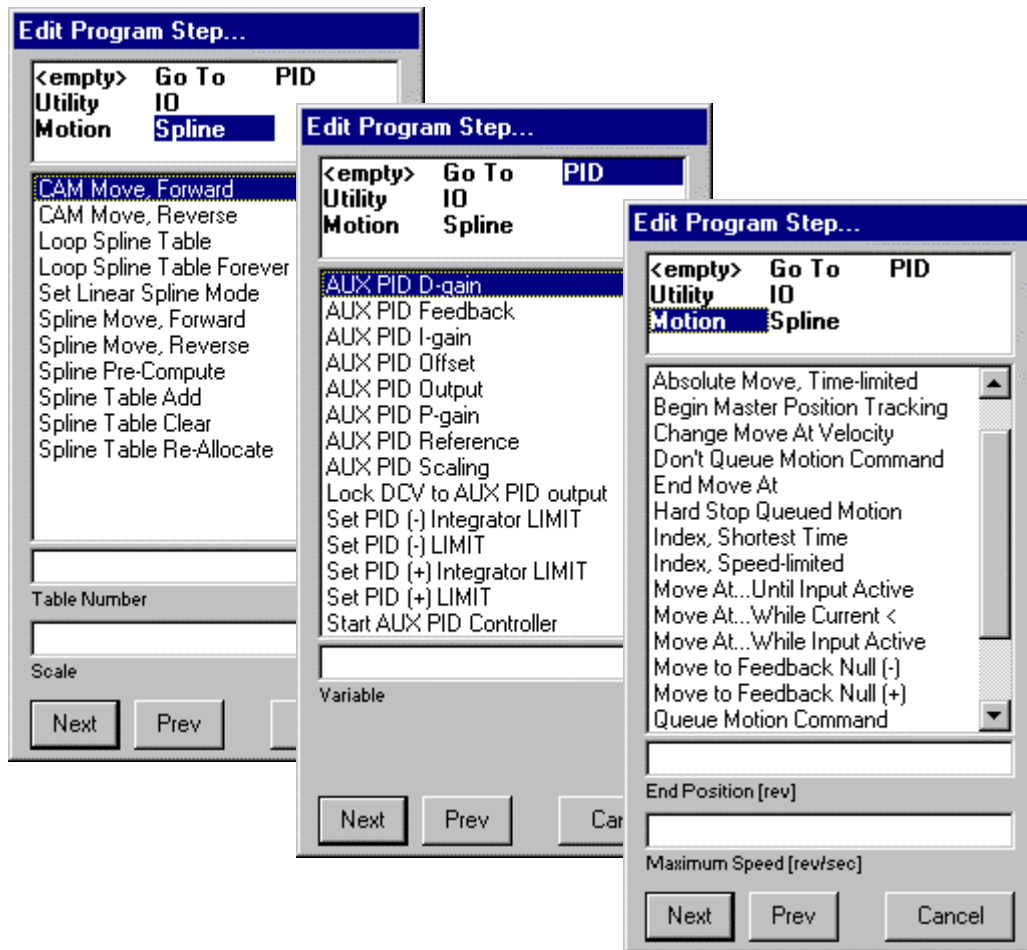 Edit Program Step...
<empty> Go To PID
Utility IO
Motion Spline
CAM Move, Forward
CAM Move, Reverse
Loop Spline Table
Loop Spline Table Forever
Set Linear Spline Mode
Spline Move, Forward
Spline Move, Reverse
Spline Pre-Compute
Spline Table Add
Spline Table Clear
Spline Table Re-Allocate
Table Number
Scale
Next Prev
Edit Program Step...
<empty> Go To PID
Utility IO
Motion Spline
AUX PID D-gain
AUX PID Feedback
AUX PID I-gain
AUX PID Offset
AUX PID Output
AUX PID P-gain
AUX PID Reference
AUX PID Scaling
Lock DCV to AUX PID output
Set PID (-) Integrator LIMIT
Set PID (-) LIMIT
Set PID (+) Integrator LIMIT
Set PID (+) LIMIT
Start AUX PID Controller
Variable
Next Prev Car
Edit Program Step...
<empty> Go To PID
Utility IO
Motion Spline
Absolute Move, Time-limited
Begin Master Position Tracking
Change Move At Velocity
Don't Queue Motion Command
End Move At
Hard Stop Queued Motion
Index, Shortest Time
Index, Speed-limited
Move At...Until Input Active
Move At...While Current <
Move At...While Input Active
Move to Feedback Null (-)
Move to Feedback Null (+)
Queue Motion Command
End Position [rev]
Maximum Speed [rev/sec]
Next Prev Cancel